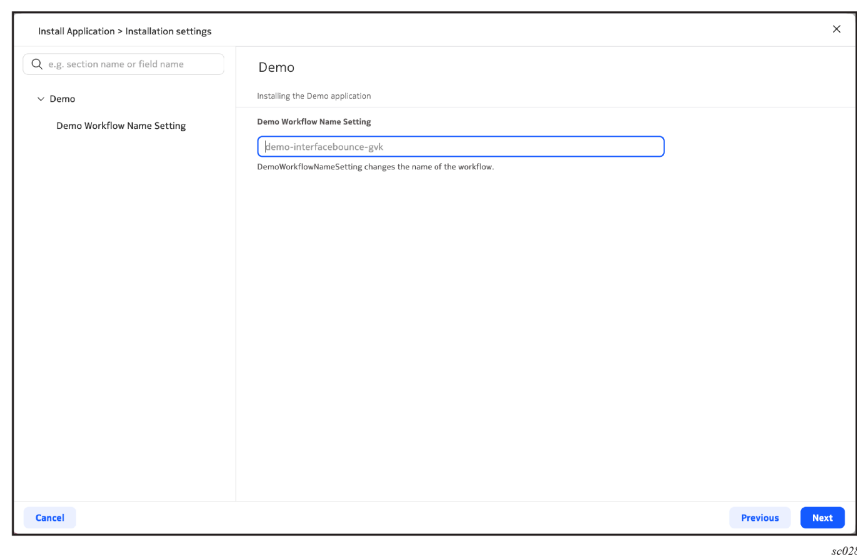 Install Application > Installation settings
e.g. section name or field name
Demo
Demo Workflow Name Setting
Demo
Installing the Demo application
Demo Workflow Name Setting
demo-interfacebounce-gvk
DemoWorkflowNameSetting changes the name of the workflow.
Cancel
Previous
Next
sc028